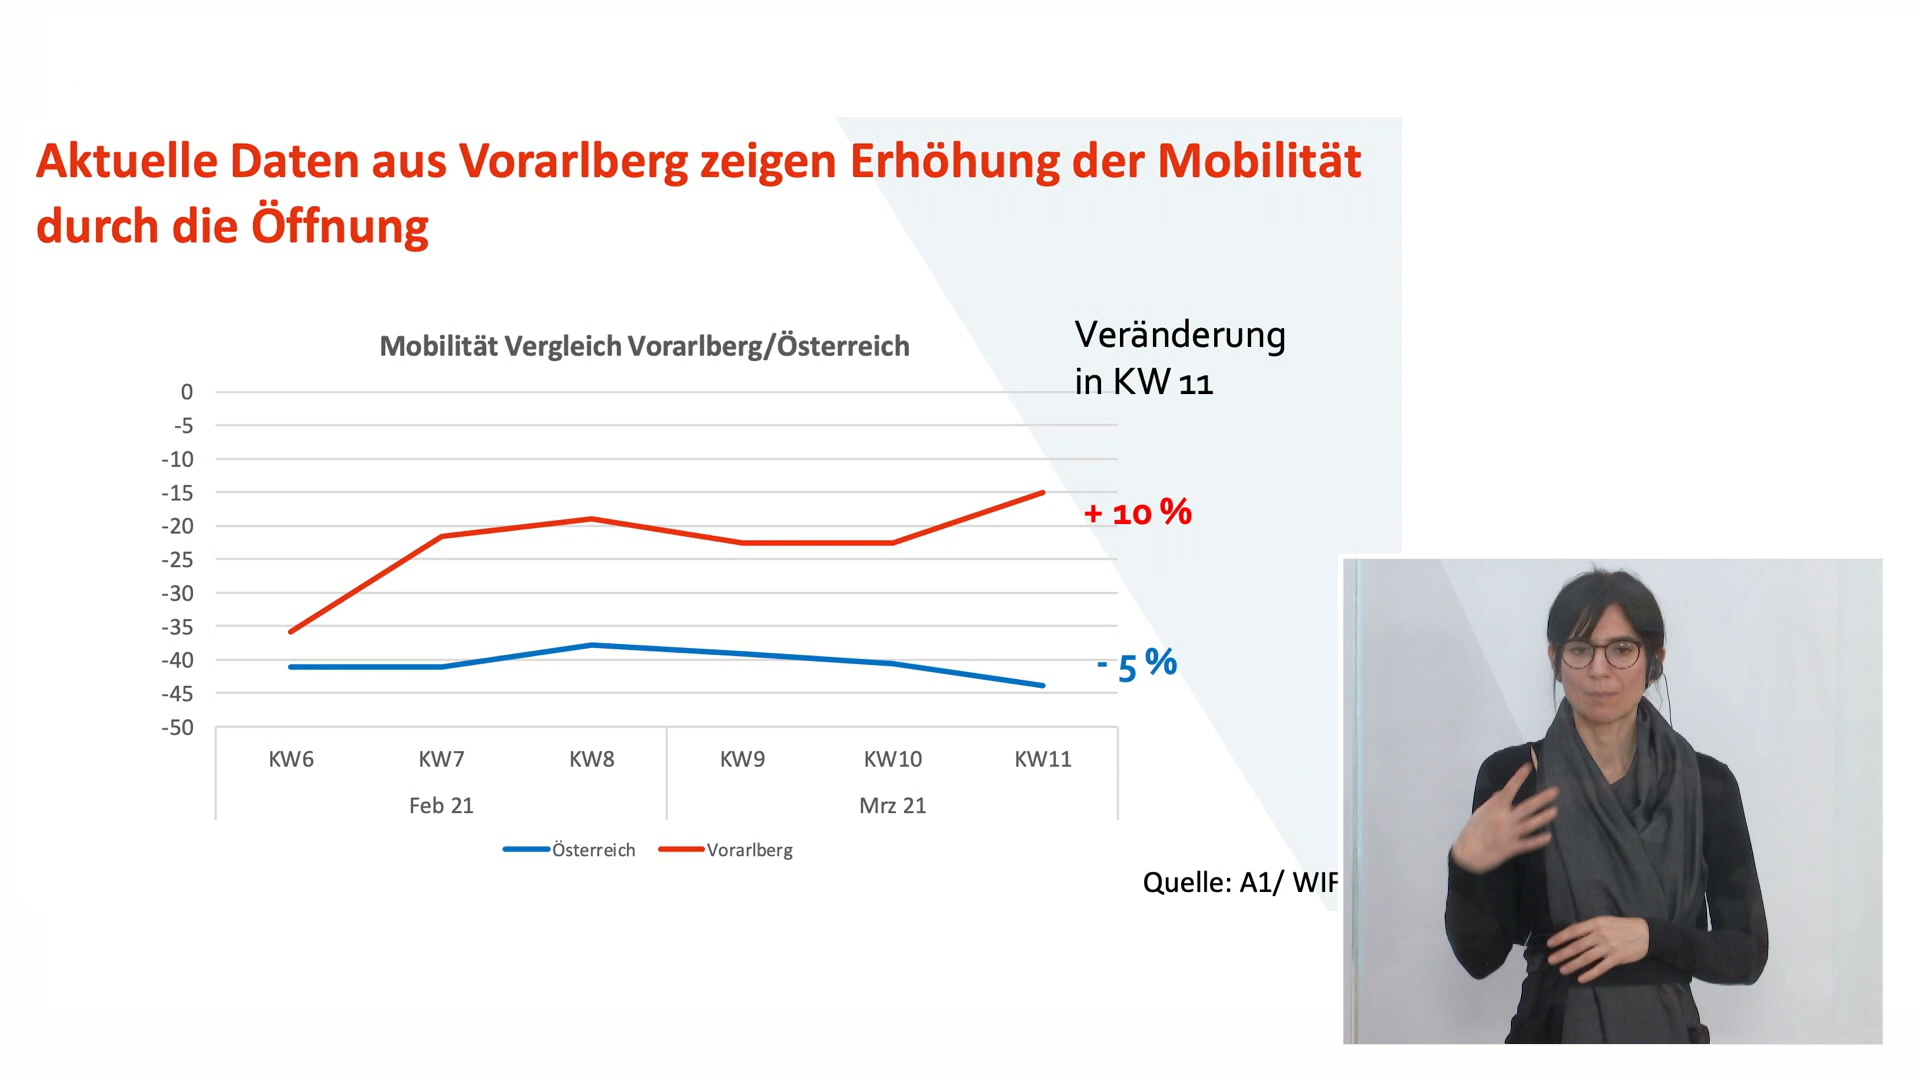 Aktuelle Daten aus Vorarlberg zeigen Erhöhung der Mobilität
durch die Öffnung
Mobilität Vergleich Vorarlberg/Österreich
Veränderung
in KW 11
0
-5
-10
-15
-20
-25
-30
-35
-40
-45
-50
+ 10 %
- 5 %
KW6 KW7 KW8 KW9 KW10 KW11
Feb 21 Mrz 21
Österreich Vorarlberg
Quelle: A1/